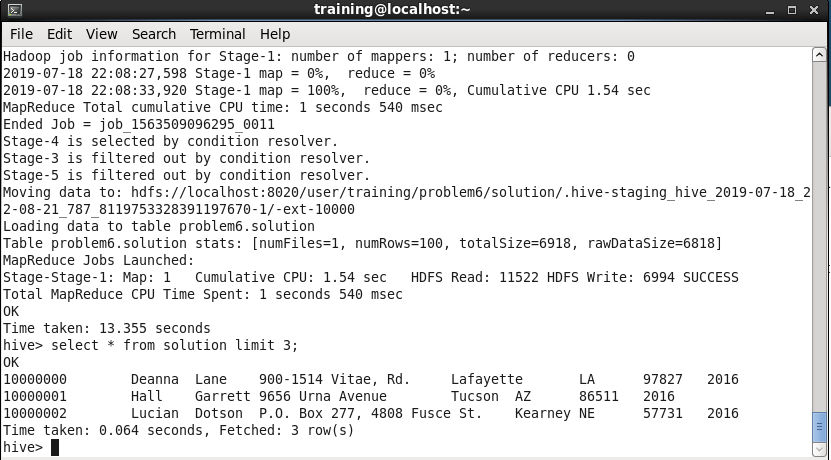 training@localhost:~
File Edit View Search Terminal Help
Hadoop job information for Stage-1: number of mappers: 1; number of reducers: 0
2019-07-18 22:08:27,598 Stage-1 map = 0%,  reduce = 0%
2019-07-18 22:08:33,920 Stage-1 map = 100%,  reduce = 0%, Cumulative CPU 1.54 sec
MapReduce Total cumulative CPU time: 1 seconds 540 msec
Ended Job = job_1563509096295_0011
Stage-4 is selected by condition resolver.
Stage-3 is filtered out by condition resolver.
Stage-5 is filtered out by condition resolver.
Moving data to: hdfs://localhost:8020/user/training/problem6/solution/.hive-staging_hive_2019-07-18_2
2-08-21_787_8119753328391197670-1/-ext-10000
Loading data to table problem6.solution
Table problem6.solution stats: [numFiles=1, numRows=100, totalSize=6918, rawDataSize=6818]
MapReduce Jobs Launched:
Stage-Stage-1: Map: 1   Cumulative CPU: 1.54 sec   HDFS Read: 11522 HDFS Write: 6994 SUCCESS
Total MapReduce CPU Time Spent: 1 seconds 540 msec
OK
Time taken: 13.355 seconds
hive> select * from solution limit 3;
OK
10000000	Deanna	Lane	900-1514 Vitae, Rd.	Lafayette	LA	97827	2016
10000001	Hall	Garrett	9656 Urna Avenue	Tucson	AZ	86511	2016
10000002	Lucian	Dotson	P.O. Box 277, 4808 Fusce St.	Kearney	NE	57731	2016
Time taken: 0.064 seconds, Fetched: 3 row(s)
hive>